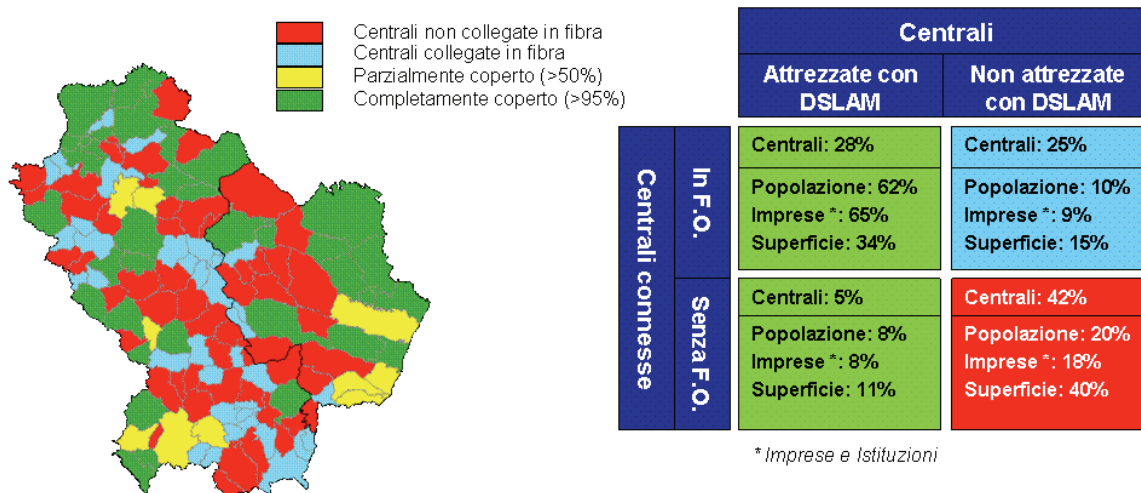 Centrali non collegate in fibra
Centrali collegate in fibra
Parzialmente coperto (>50%)
Completamente coperto (>95%)
Centrali
Attrezzate con
DSLAM
Non attrezzate
con DSLAM
Centrali connesse
In F.O.
Centrali: 28%
Popolazione: 62%
Imprese *: 65%
Superficie: 34%
Centrali: 25%
Popolazione: 10%
Imprese *: 9%
Superficie: 15%
Senza F.O.
Centrali: 5%
Popolazione: 8%
Imprese *: 8%
Superficie: 11%
Centrali: 42%
Popolazione: 20%
Imprese *: 18%
Superficie: 40%
* Imprese e Istituzioni